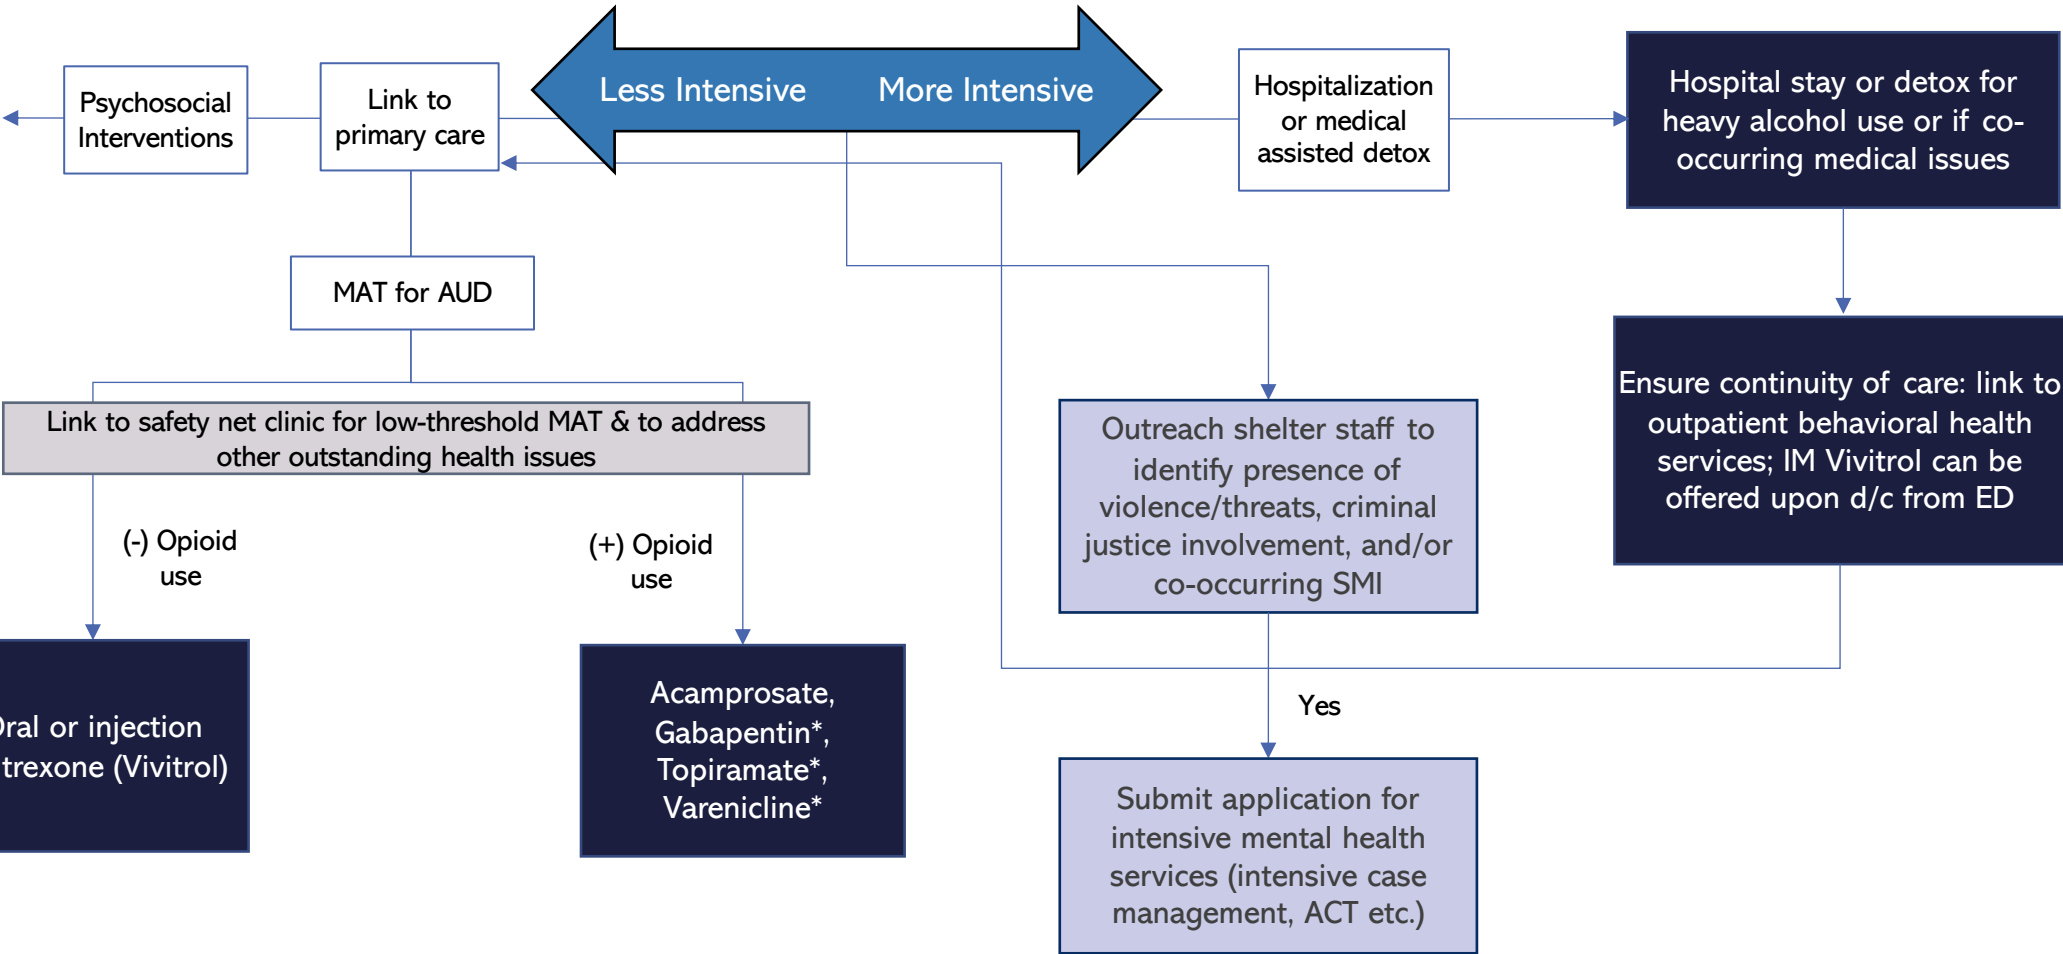 Psychosocial
Interventions
Link to
primary care
Less Intensive More Intensive
Hospitalization
or medical
assisted detox
Hospital stay or detox for
heavy alcohol use or if co-
occurring medical issues
MAT for AUD
Link to safety net clinic for low-threshold MAT & to address
other outstanding health issues
Outreach shelter staff to
identify presence of
violence/threats, criminal
justice involvement, and/or
co-occurring SMI
Ensure continuity of care: link to
outpatient behavioral health
services; IM Vivitrol can be
offered upon d/c from ED
(-) Opioid
use
(+) Opioid
use
Oral or injection
trexone (Vivitrol)
Acamprosate,
Gabapentin*,
Topiramate*,
Varenicline*
Yes
Submit application for
intensive mental health
services (intensive case
management, ACT etc.)